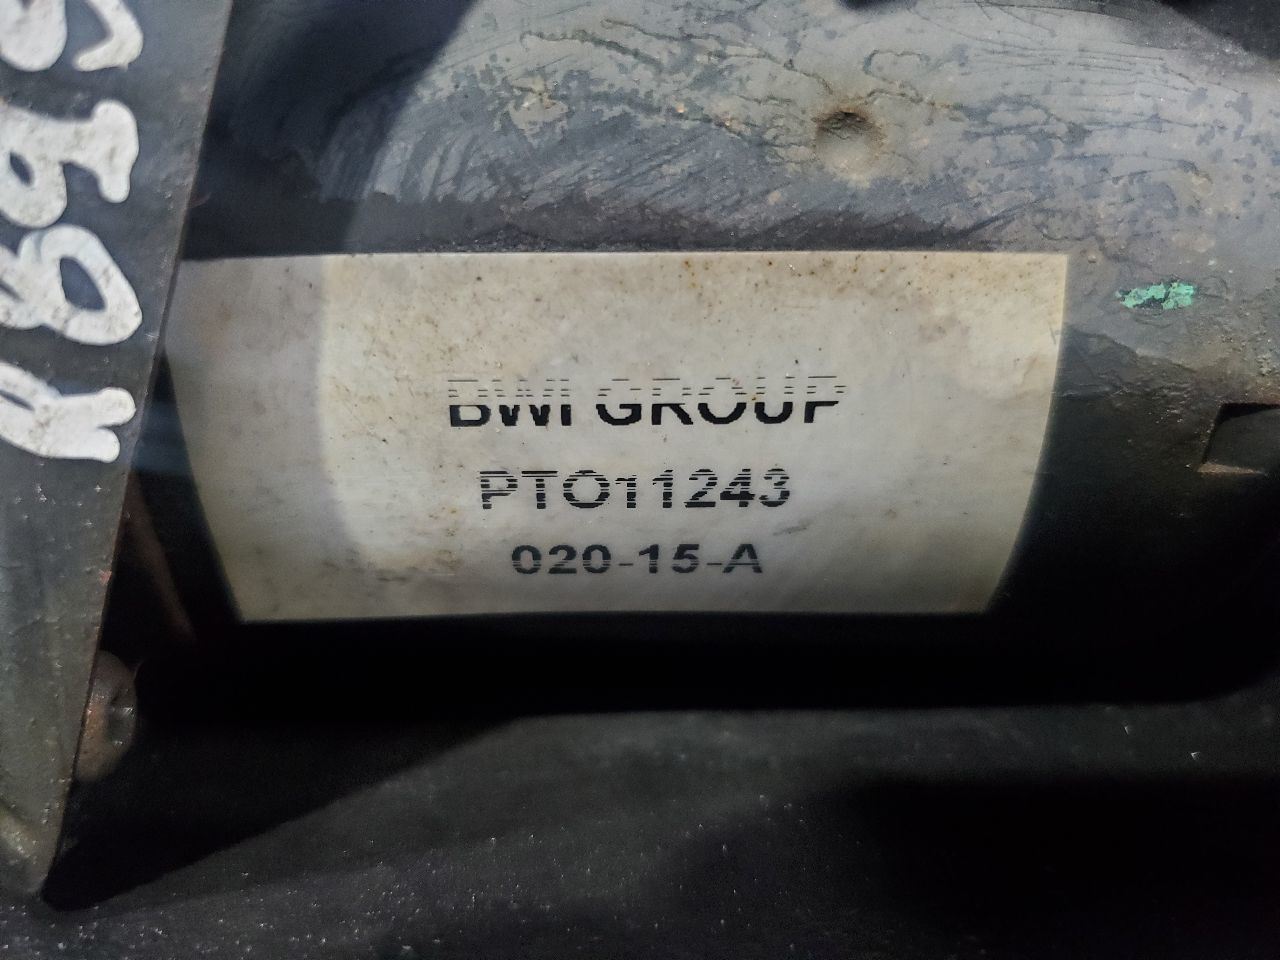 BWI GROUP
PTO11243
020-15-A